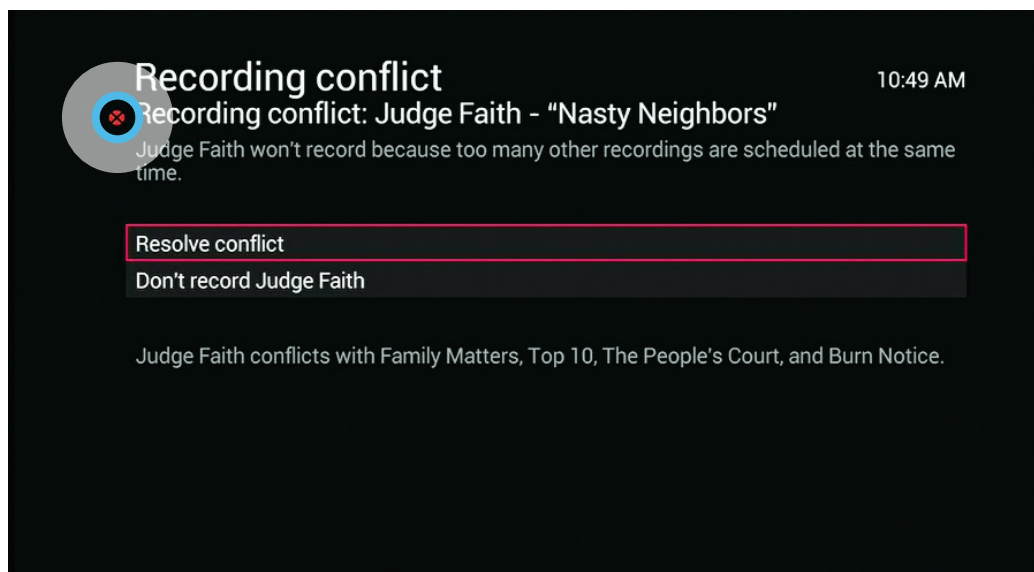 Recording conflict
10:49 AM
Recording conflict: Judge Faith - “Nasty Neighbors”
Judge Faith won't record because too many other recordings are scheduled at the same
time.
Resolve conflict
Don't record Judge Faith
Judge Faith conflicts with Family Matters, Top 10, The People's Court, and Burn Notice.